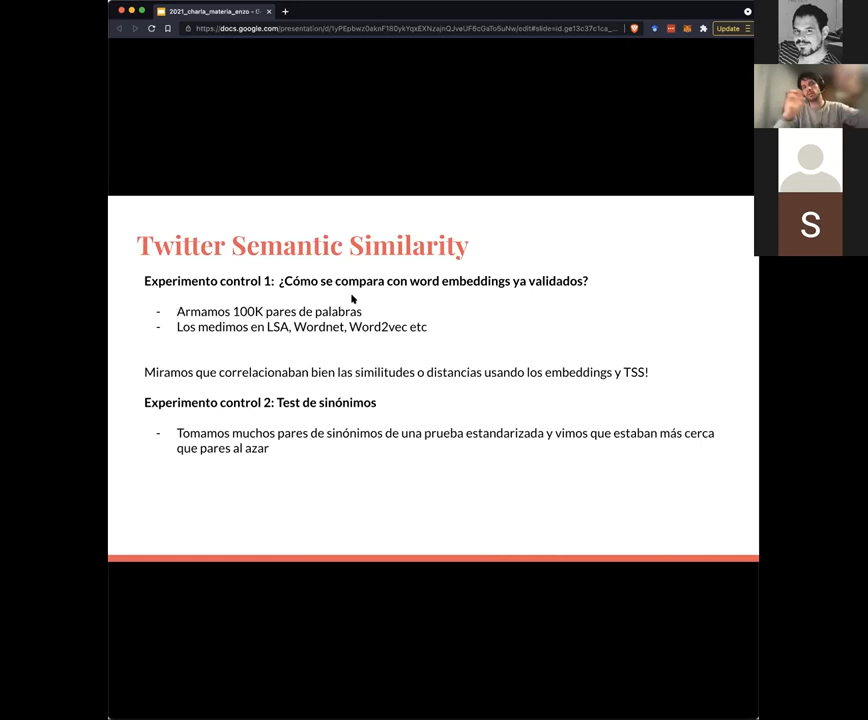 2021_charla_materia_enzo - G
https://docs.google.com/presentation/d/1yPEpbwz0aknF180ykYqxEXNzajnQJveUF6cGaTo5uNw/edit#slide=id.ge13c37c1ca_...
Update
Twitter Semantic Similarity
Experimento control 1: ¿Cómo se compara con word embeddings ya validados?
- Armamos 100K pares de palabras
- Los medimos en LSA, Wordnet, Word2vec etc
Miramos que correlacionaban bien las similitudes o distancias usando los embeddings y TSS!
Experimento control 2: Test de sinónimos
- Tomamos muchos pares de sinónimos de una prueba estandarizada y vimos que estaban más cerca
que pares al azar
S